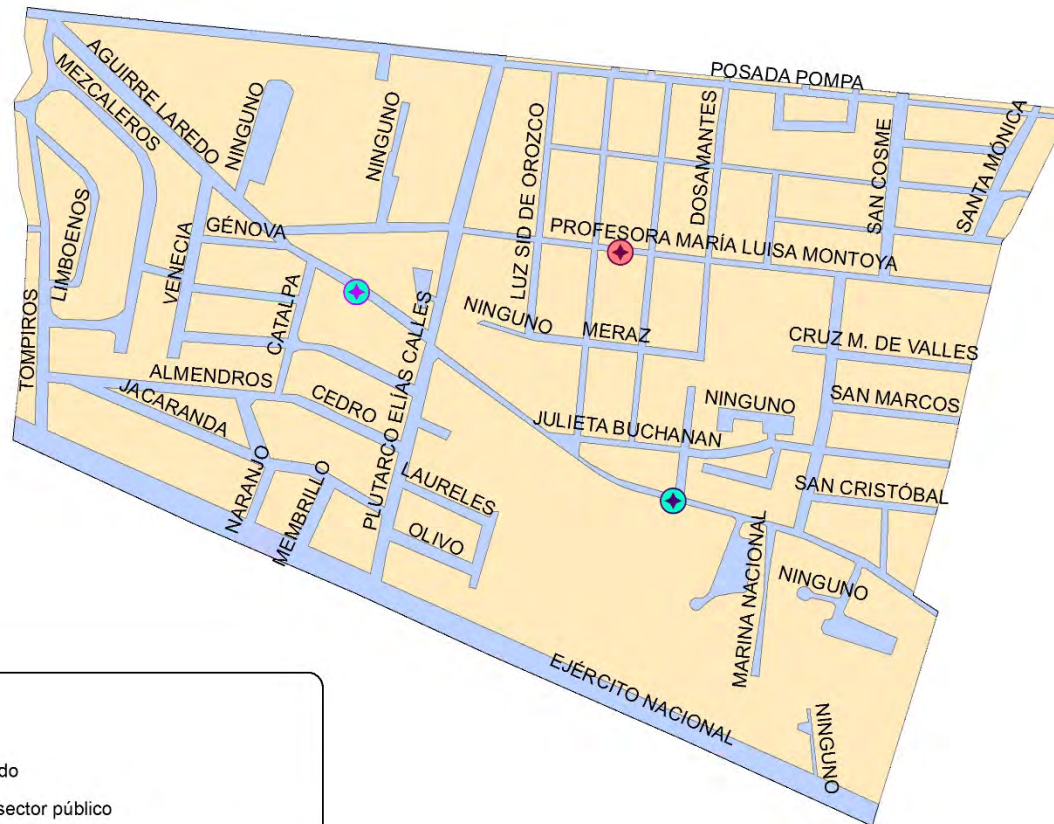 POSADA POMPA
AGUIRRE LAREDO
MEZCALEROS
NINGUNO
NINGUNO
LUZ SID DE OROZCO
DOSAMANTES
SAN COSME
SANTA MÓNICA
LIMBOENOS
GÉNOVA
PROFESORA MARÍA LUISA MONTOYA
VENECIA
CATALPA
TOMPIROS
NINGUNO
MERAZ
CRUZ M. DE VALLES
ALMENDROS
JACARANDA
CEDRO
PLUTARCO ELÍAS CALLES
JULIETA BUCHANAN
NINGUNO
SAN MARCOS
NARANJO
MEMBRILLO
LAURELES
OLIVO
SAN CRISTÓBAL
MARINA NACIONAL
NINGUNO
EJÉRCITO NACIONAL
NINGUNO
do
sector público